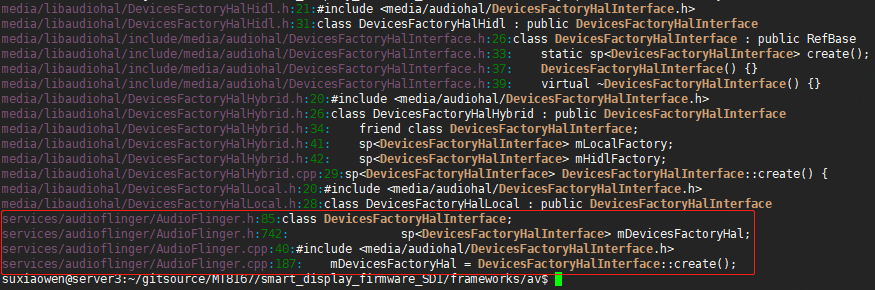 media/libaudiohal/DevicesFactoryHalHidl.h:21:#include <media/audiohal/DevicesFactoryHalInterface.h>
media/libaudiohal/DevicesFactoryHalHidl.h:31:class DevicesFactoryHalHidl : public DevicesFactoryHalInterface
media/libaudiohal/include/media/audiohal/DevicesFactoryHalInterface.h:26:class DevicesFactoryHalInterface : public RefBase
media/libaudiohal/include/media/audiohal/DevicesFactoryHalInterface.h:33:    static sp<DevicesFactoryHalInterface> create();
media/libaudiohal/include/media/audiohal/DevicesFactoryHalInterface.h:37:    DevicesFactoryHalInterface() {}
media/libaudiohal/include/media/audiohal/DevicesFactoryHalInterface.h:39:    virtual ~DevicesFactoryHalInterface() {}
media/libaudiohal/DevicesFactoryHalHybrid.h:20:#include <media/audiohal/DevicesFactoryHalInterface.h>
media/libaudiohal/DevicesFactoryHalHybrid.h:26:class DevicesFactoryHalHybrid : public DevicesFactoryHalInterface
media/libaudiohal/DevicesFactoryHalHybrid.h:34:    friend class DevicesFactoryHalInterface;
media/libaudiohal/DevicesFactoryHalHybrid.h:41:    sp<DevicesFactoryHalInterface> mLocalFactory;
media/libaudiohal/DevicesFactoryHalHybrid.h:42:    sp<DevicesFactoryHalInterface> mHidlFactory;
media/libaudiohal/DevicesFactoryHalHybrid.cpp:29:sp<DevicesFactoryHalInterface> DevicesFactoryHalInterface::create() {
media/libaudiohal/DevicesFactoryHalLocal.h:20:#include <media/audiohal/DevicesFactoryHalInterface.h>
media/libaudiohal/DevicesFactoryHalLocal.h:28:class DevicesFactoryHalLocal : public DevicesFactoryHalInterface
services/audioflinger/AudioFlinger.h:85:class DevicesFactoryHalInterface;
services/audioflinger/AudioFlinger.h:742:              sp<DevicesFactoryHalInterface> mDevicesFactoryHal;
services/audioflinger/AudioFlinger.cpp:40:#include <media/audiohal/DevicesFactoryHalInterface.h>
services/audioflinger/AudioFlinger.cpp:187:    mDevicesFactoryHal = DevicesFactoryHalInterface::create();
suxiaowen@server3:~/gitsource/MT8167/smart_display_firmware_SDI/frameworks/av$